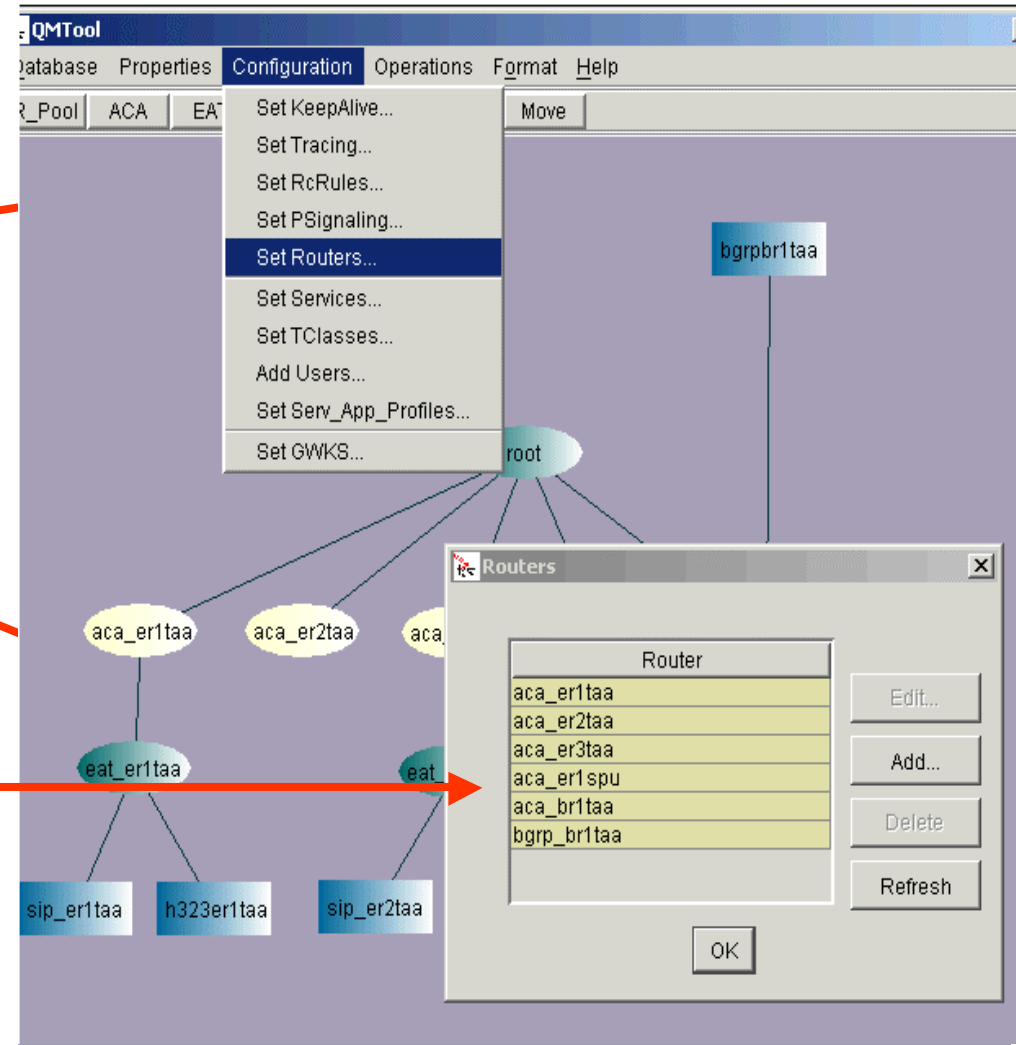 QMTool
Database Properties Configuration Operations Format Help
R_Pool ACA EAT Move
Set KeepAlive...
Set Tracing...
Set RcRules...
Set PSignaling...
Set Routers...
Set Services...
Set TClasses...
Add Users...
Set Serv_App_Profiles...
Set GWKS...
bgrpbr1taa
root
aca_er1taa
aca_er2taa
aca_
eat_er1taa
eat_
sip_er1taa
h323er1taa
sip_er2taa
Routers
Router
aca_er1taa
aca_er2taa
aca_er3taa
aca_er1spu
aca_br1taa
bgrp_br1taa
Edit...
Add...
Delete
Refresh
OK